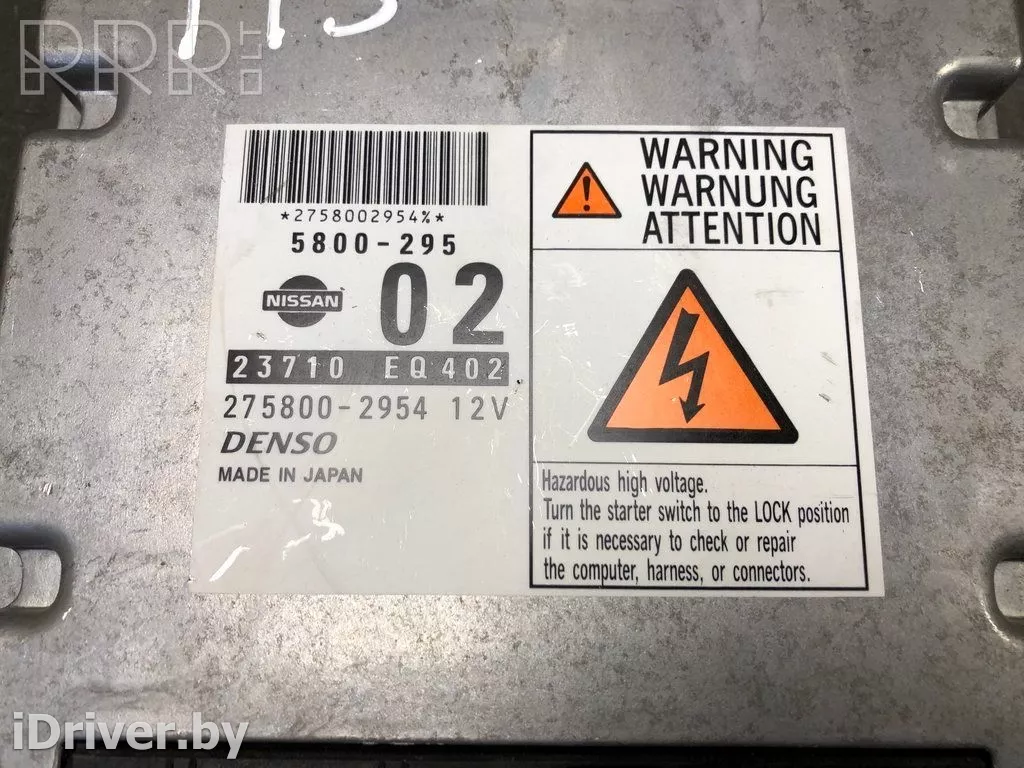 RRR.LT
*2758002954%*
5800-295
NISSAN
02
23710 EQ402
275800-2954 12V
DENSO
MADE IN JAPAN
WARNING
WARNUNG
ATTENTION
Hazardous high voltage.
Turn the starter switch to the LOCK position
if it is necessary to check or repair
the computer, harness, or connectors.
iDriver.by